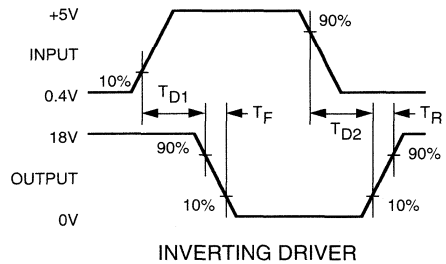 +5V
90%
INPUT
10%
TD1
TF
TD2
TR
0.4V
18V
90%
90%
OUTPUT
10%
10%
0V
INVERTING DRIVER